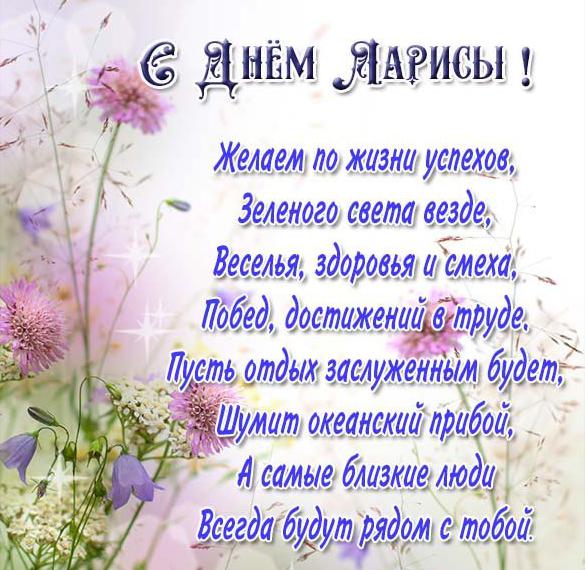 С Днём Ларисы !
Желаем по жизни успехов,
Зеленого света везде,
Веселья, здоровья и смеха,
Побед, достижений в труде.
Пусть отдых заслуженным будет,
Шумит океанский прибой,
А самые близкие люди
Всегда будут рядом с тобой.